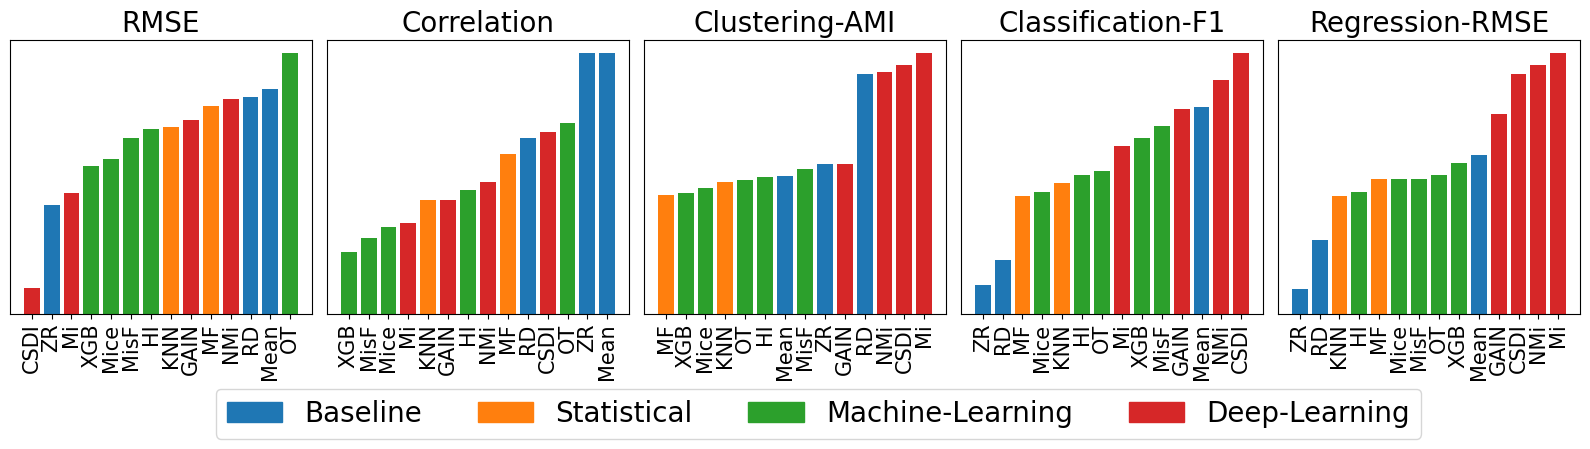 RMSE
CSDI ZR Mi XGB Mice MisF HI KNN GAIN MF NMi RD Mean OT
Correlation
XGB MisF Mice Mi KNN GAIN HI NMi MF RD CSDI OT ZR Mean
Clustering-AMI
MF XGB Mice KNN OT HI Mean MisF ZR GAIN RD NMi CSDI Mi
Classification-F1
ZR RD MF Mice KNN HI OT Mi XGB MisF GAIN Mean NMi CSDI
Regression-RMSE
ZR RD KNN HI MF Mice MisF OT XGB Mean GAIN CSDI NMi Mi
Baseline Statistical Machine-Learning Deep-Learning